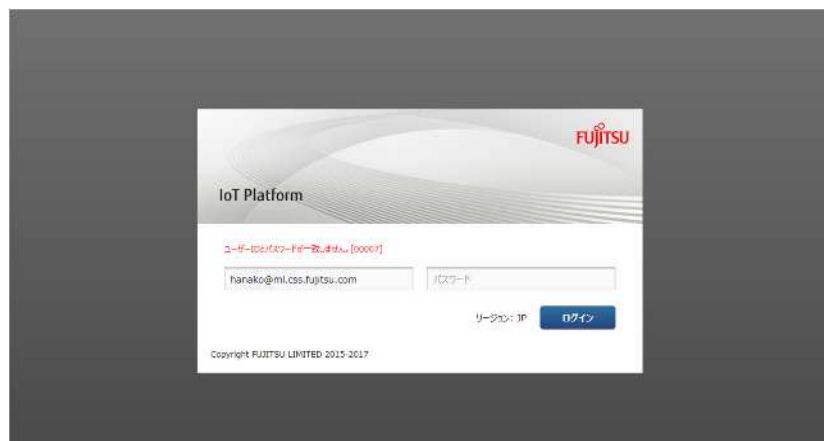 FUJITSU
IoT Platform
ユーザーIDとパスワードが一致しません。[00007]
hanako@ml.css.fujitsu.com
パスワード
リージョン: JP
ログイン
Copyright FUJITSU LIMITED 2015-2017